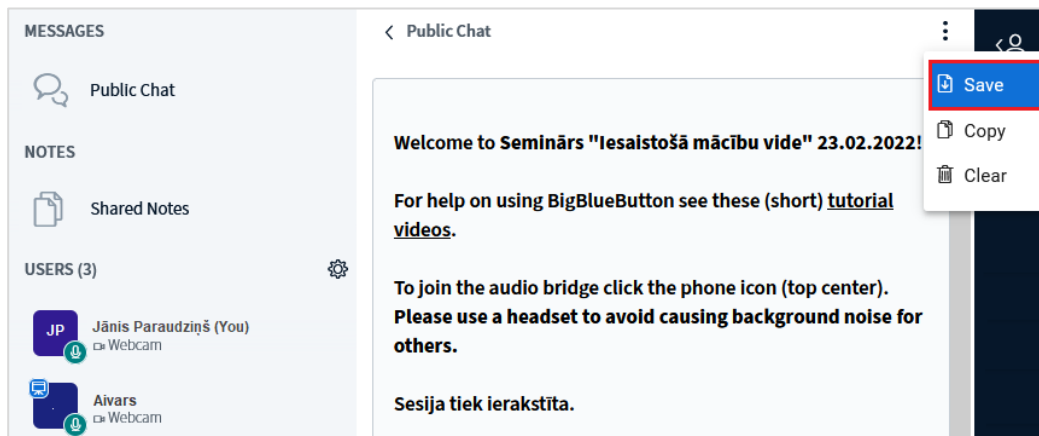 MESSAGES
Public Chat
NOTES
Shared Notes
USERS (3)
JP
Jānis Paraudziņš (You)
Webcam
Aivars
Webcam
Public Chat
Welcome to Seminārs "Iesaistošā mācību vide" 23.02.2022!
For help on using BigBlueButton see these (short) tutorial
videos.
To join the audio bridge click the phone icon (top center).
Please use a headset to avoid causing background noise for
others.
Sesija tiek ierakstīta.
Save
Copy
Clear